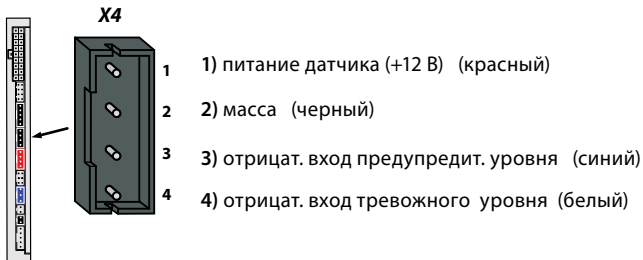 X4
1 1) питание датчика (+12 В) (красный)
2 2) масса (черный)
3 3) отрицат. вход предупредит. уровня (синий)
4 4) отрицат. вход тревожного уровня (белый)